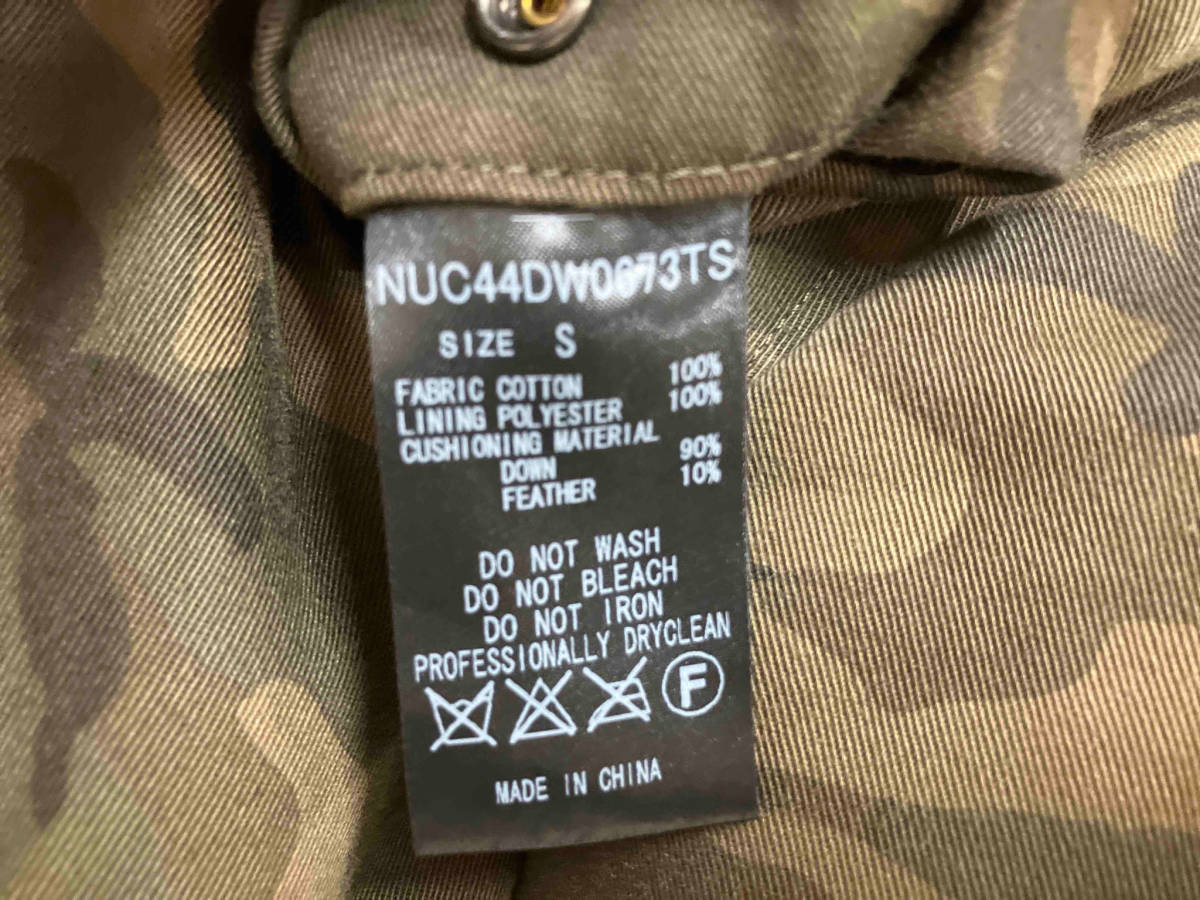 NUC44DW0673TS
SIZE S
FABRIC COTTON 100%
LINING POLYESTER 100%
CUSHIONING MATERIAL
DOWN 90%
FEATHER 10%
DO NOT WASH
DO NOT BLEACH
DO NOT IRON
PROFESSIONALLY DRYCLEAN
F
MADE IN CHINA